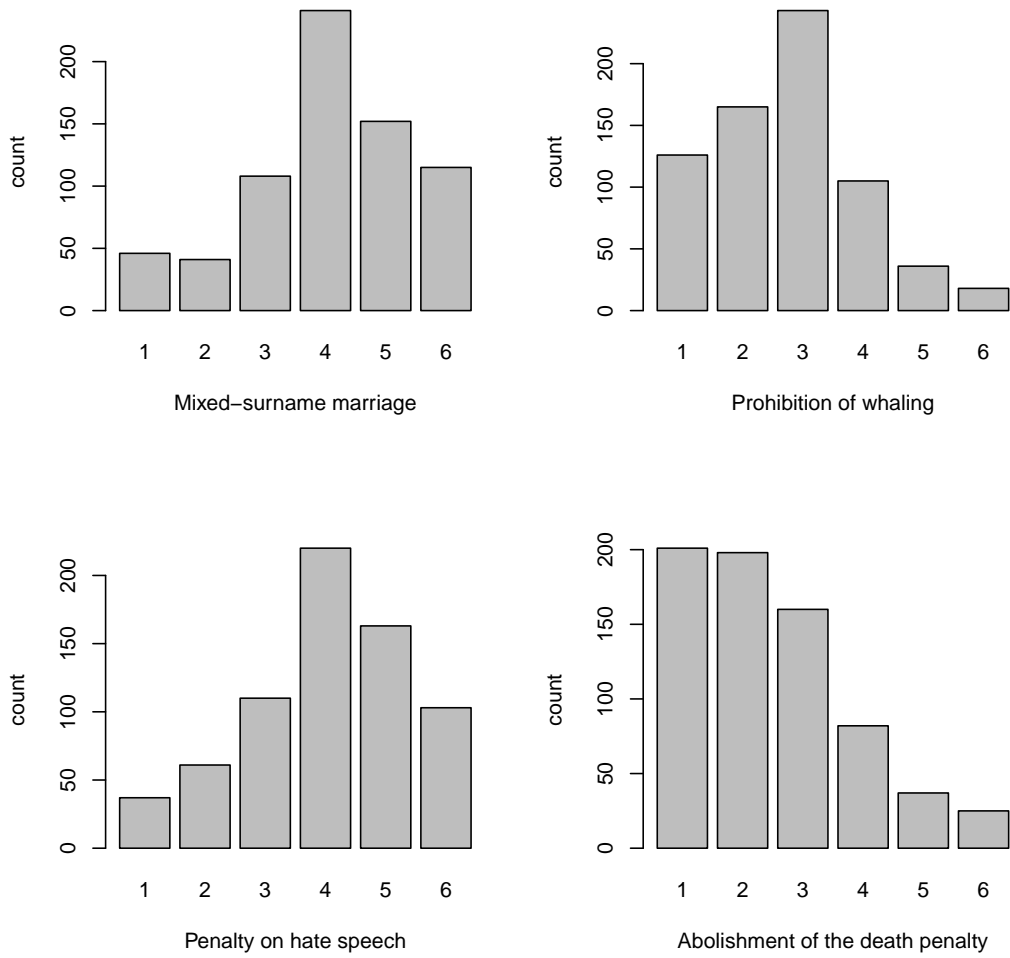 count
0
50
100
150
200
1 2 3 4 5 6
Mixed−surname marriage
count
0
50
100
150
200
1 2 3 4 5 6
Prohibition of whaling
count
0
50
100
150
200
1 2 3 4 5 6
Penalty on hate speech
count
0
50
100
150
200
1 2 3 4 5 6
Abolishment of the death penalty